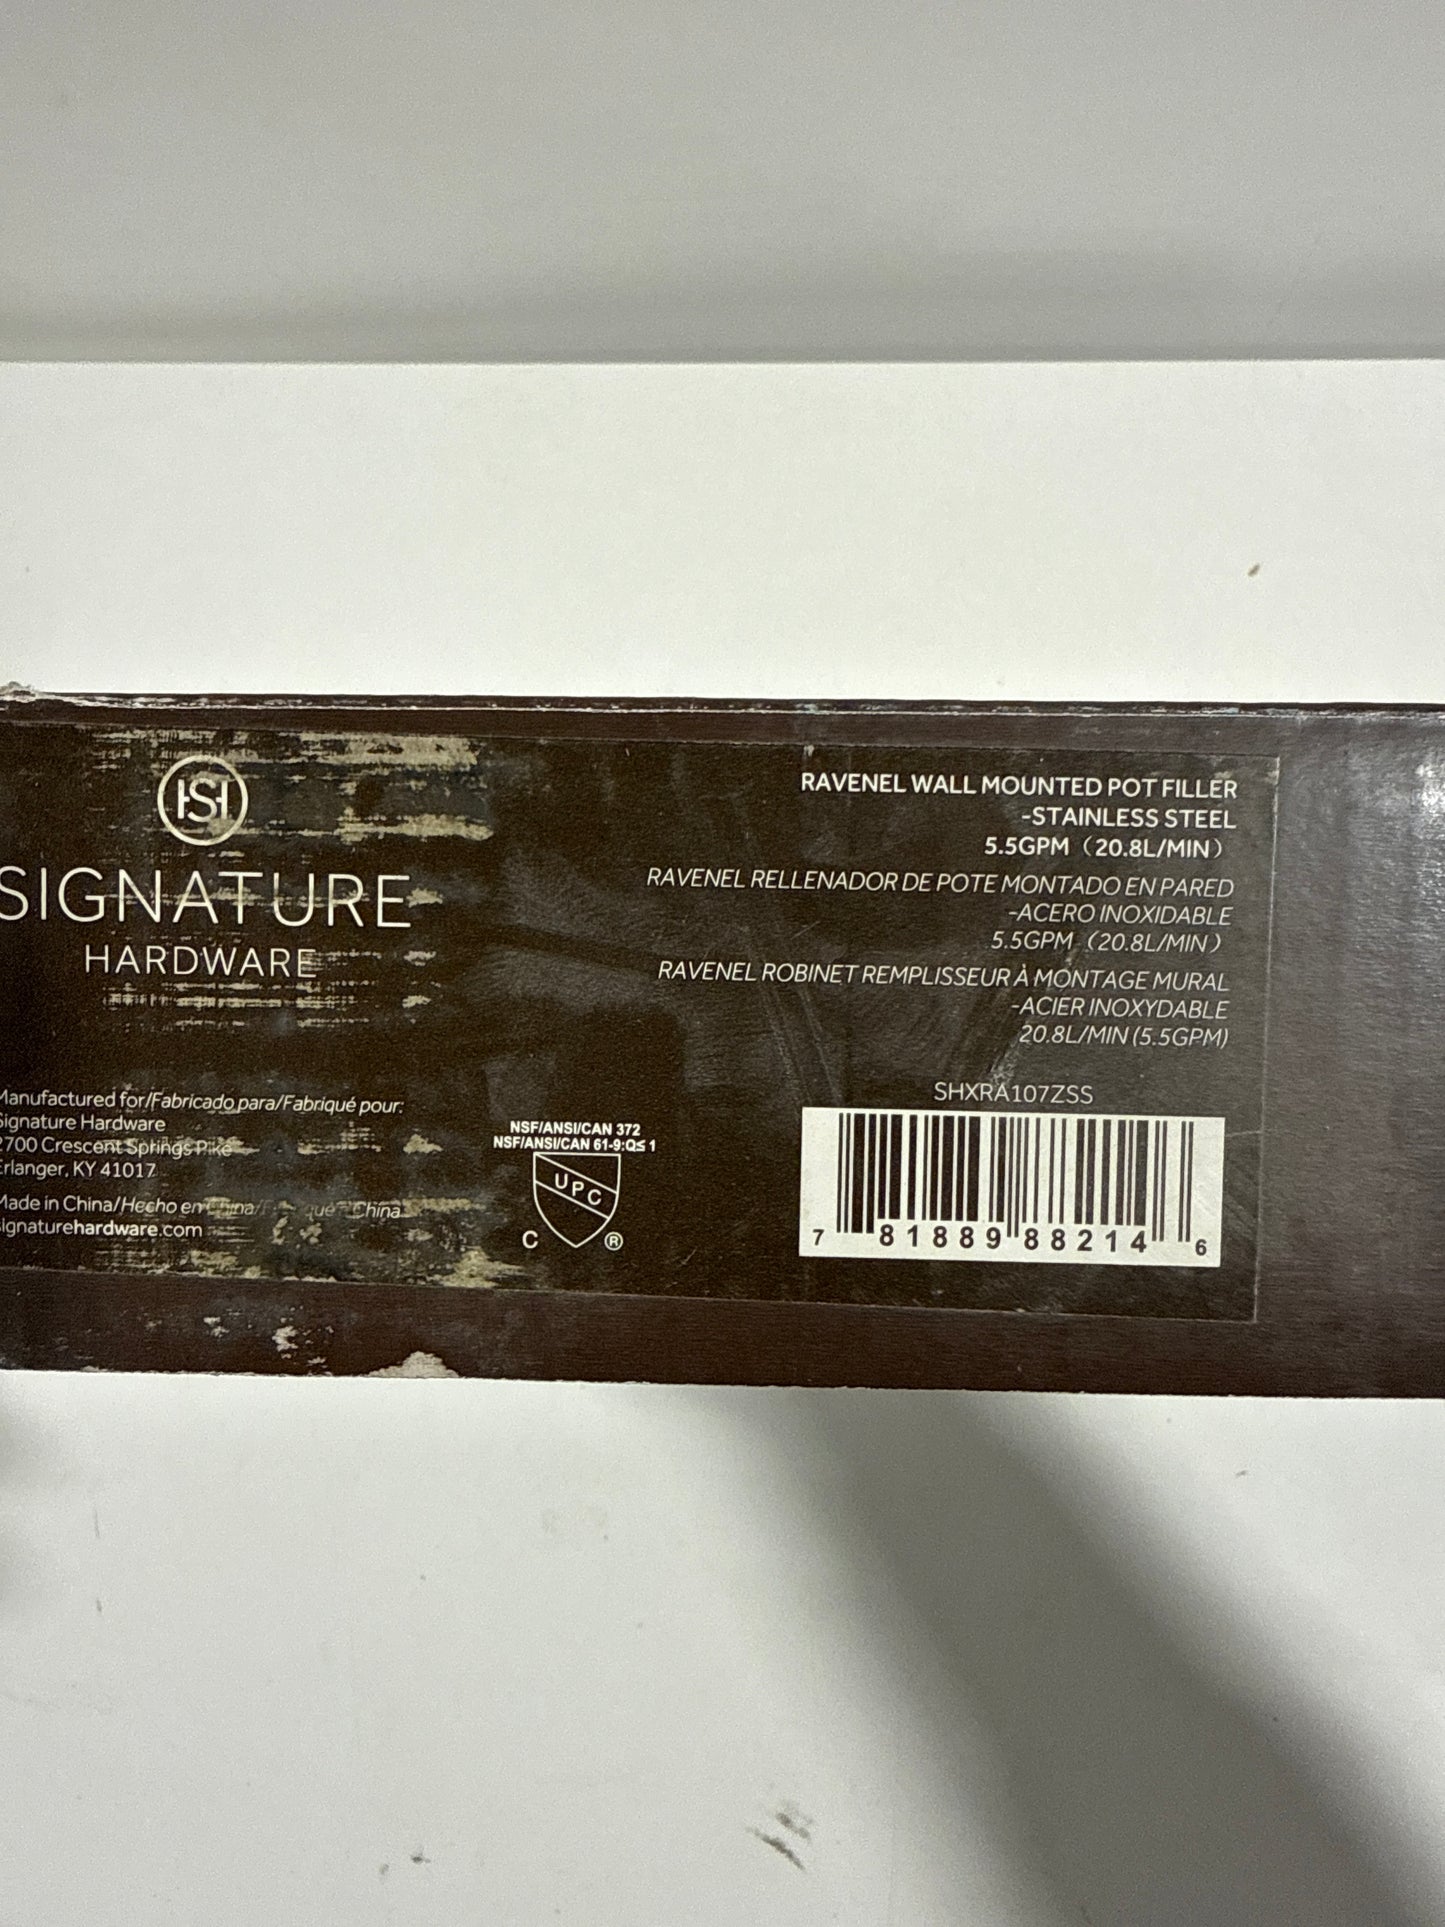 SH
SIGNATURE
HARDWARE
RAVENEL WALL MOUNTED POT FILLER
-STAINLESS STEEL
5.5GPM（20.8L/MIN）
RAVENEL RELLENADOR DE POTE MONTADO EN PARED
-ACERO INOXIDABLE
5.5GPM（20.8L/MIN）
RAVENEL ROBINET REMPLISSEUR À MONTAGE MURAL
-ACIER INOXYDABLE
20.8L/MIN (5.5GPM)
Manufactured for/Fabricado para/Fabriqué pour:
Signature Hardware
2700 Crescent Springs Pike
Erlanger, KY 41017
Made in China/Hecho en China/ China
signaturehardware.com
NSF/ANSI/CAN 372
NSF/ANSI/CAN 61-9:Q≤ 1
UPC
C ®
SHXRA107ZSS
7 81889 88214 6